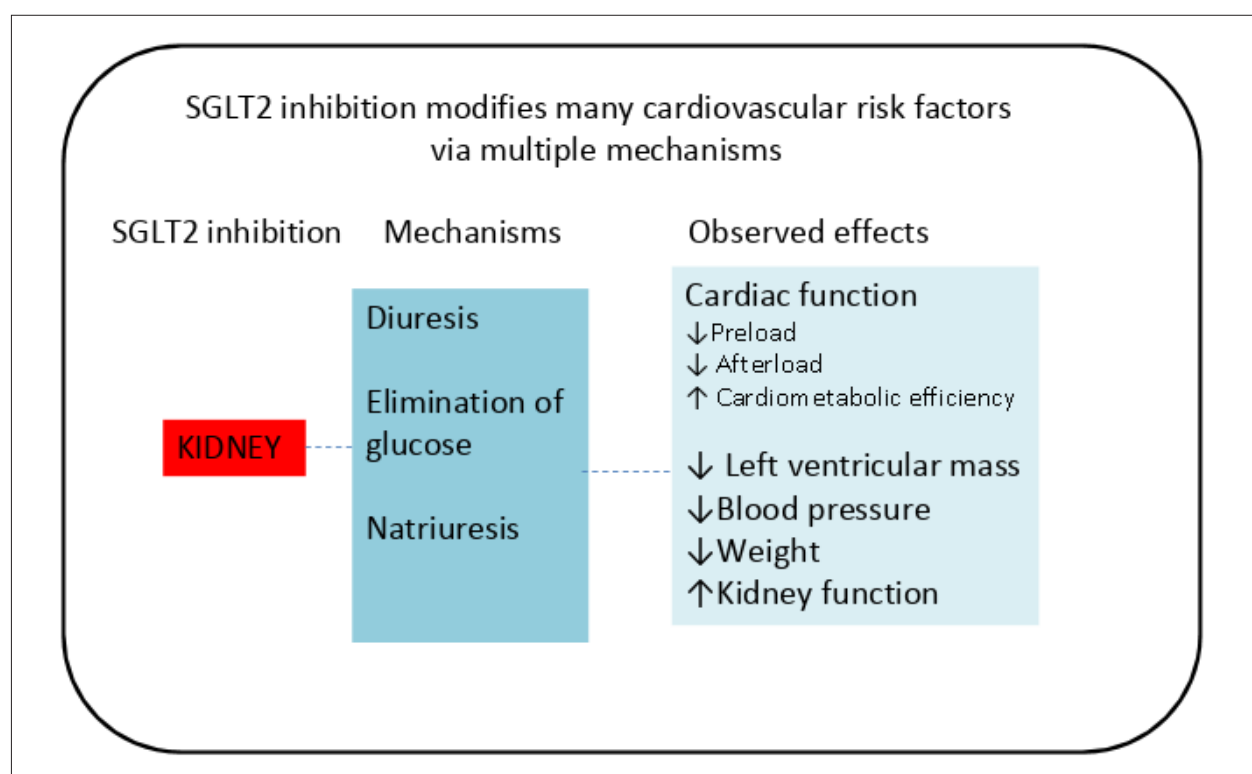 SGLT2 inhibition modifies many cardiovascular risk factors
via multiple mechanisms
SGLT2 inhibition
Mechanisms
Observed effects
KIDNEY
Diuresis
Elimination of
glucose
Natriuresis
Cardiac function
↓Preload
↓ Afterload
↑ Cardiometabolic efficiency
↓ Left ventricular mass
↓Blood pressure
↓Weight
↑Kidney function